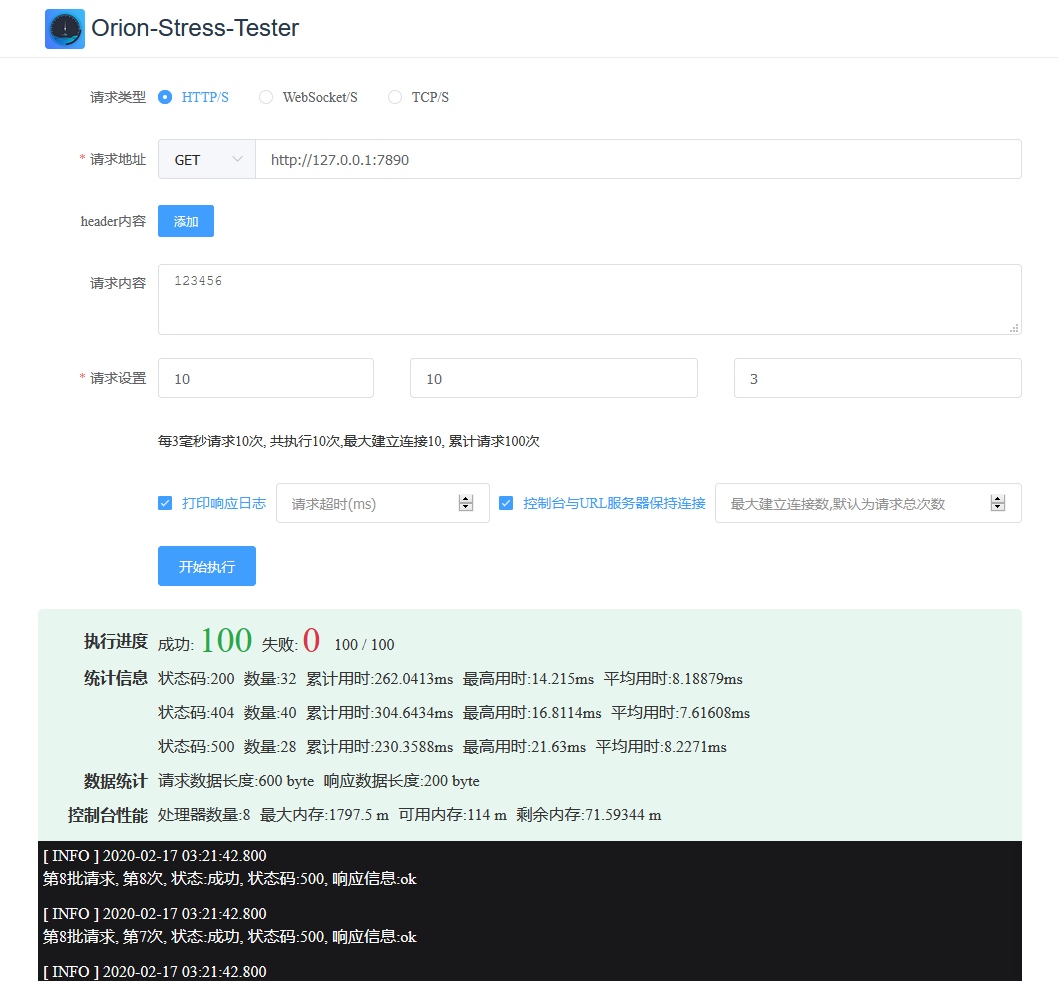 Orion-Stress-Tester
请求类型 HTTP/S WebSocket/S TCP/S
* 请求地址 GET http://127.0.0.1:7890
header内容 添加
请求内容 123456
* 请求设置 10 10 3
每3毫秒请求10次, 共执行10次,最大建立连接10, 累计请求100次
打印响应日志 请求超时(ms) 控制台与URL服务器保持连接 最大建立连接数,默认为请求总次数
开始执行
执行进度 成功: 100 失败: 0 100 / 100
统计信息 状态码:200 数量:32 累计用时:262.0413ms 最高用时:14.215ms 平均用时:8.18879ms
状态码:404 数量:40 累计用时:304.6434ms 最高用时:16.8114ms 平均用时:7.61608ms
状态码:500 数量:28 累计用时:230.3588ms 最高用时:21.63ms 平均用时:8.2271ms
数据统计 请求数据长度:600 byte 响应数据长度:200 byte
控制台性能 处理器数量:8 最大内存:1797.5 m 可用内存:114 m 剩余内存:71.59344 m
[ INFO ] 2020-02-17 03:21:42.800
第8批请求, 第8次, 状态:成功, 状态码:500, 响应信息:ok
[ INFO ] 2020-02-17 03:21:42.800
第8批请求, 第7次, 状态:成功, 状态码:500, 响应信息:ok
[ INFO ] 2020-02-17 03:21:42.800